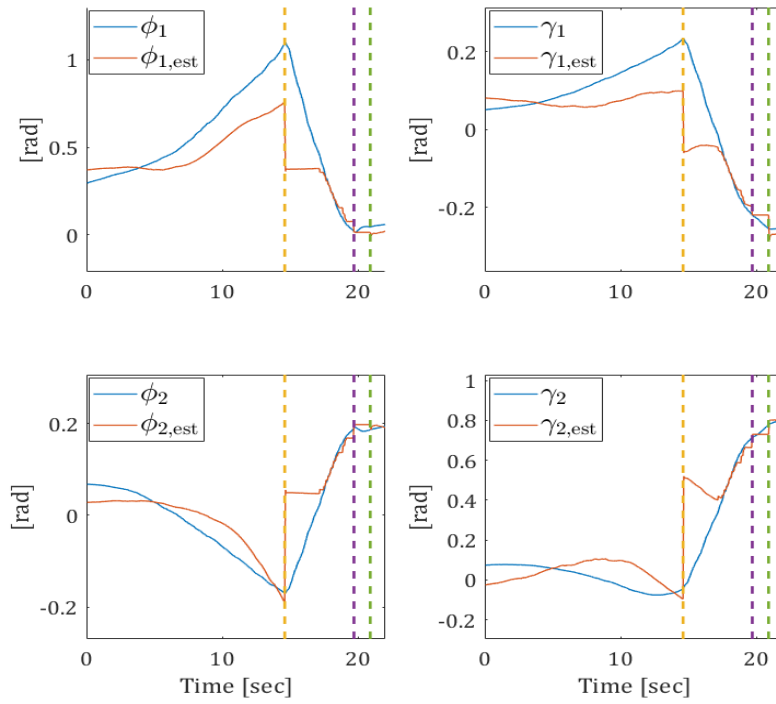 ϕ₁
ϕ₁,est
[rad]
1
0.5
0
0
10
20
γ₁
γ₁,est
[rad]
0.2
0
-0.2
0
10
20
ϕ₂
ϕ₂,est
[rad]
0.2
0
-0.2
0
10
20
Time [sec]
γ₂
γ₂,est
[rad]
1
0.8
0.6
0.4
0.2
0
-0.2
0
10
20
Time [sec]